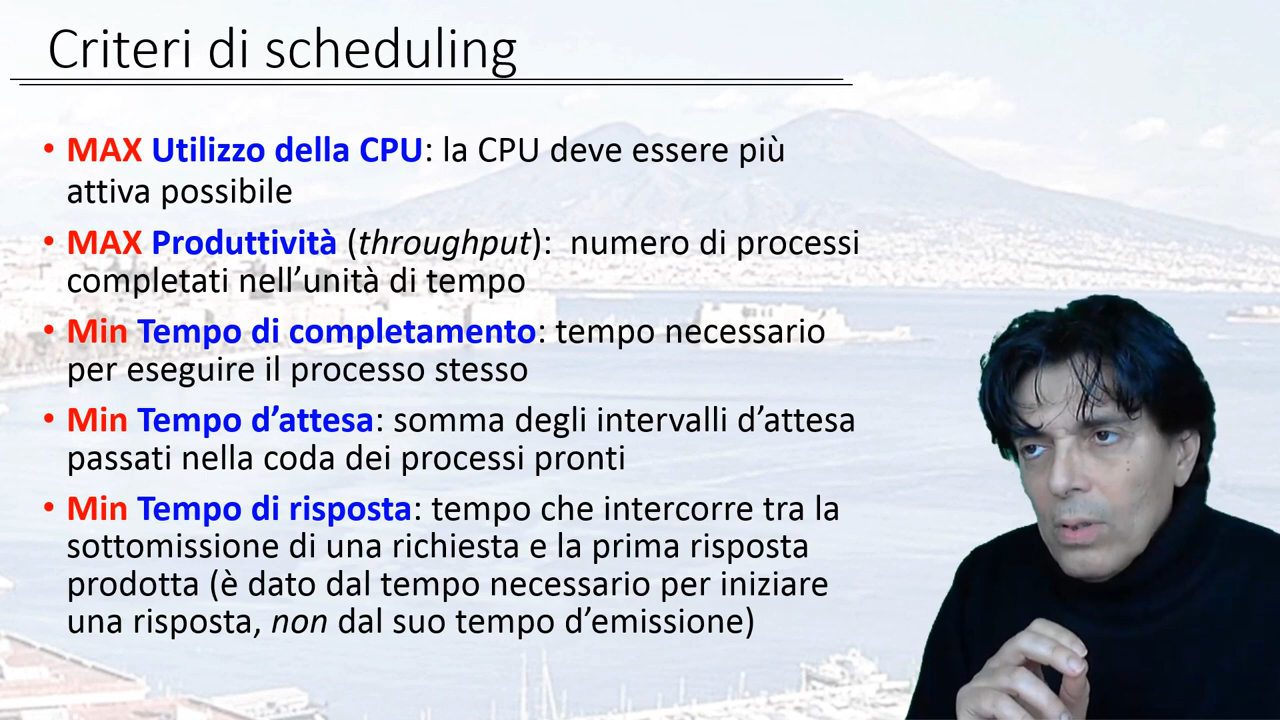 Criteri di scheduling
• MAX Utilizzo della CPU: la CPU deve essere più
attiva possibile
• MAX Produttività (throughput):  numero di processi
completati nell’unità di tempo
• Min Tempo di completamento: tempo necessario
per eseguire il processo stesso
• Min Tempo d’attesa: somma degli intervalli d’attesa
passati nella coda dei processi pronti
• Min Tempo di risposta: tempo che intercorre tra la
sottomissione di una richiesta e la prima risposta
prodotta (è dato dal tempo necessario per iniziare
una risposta, non dal suo tempo d’emissione)